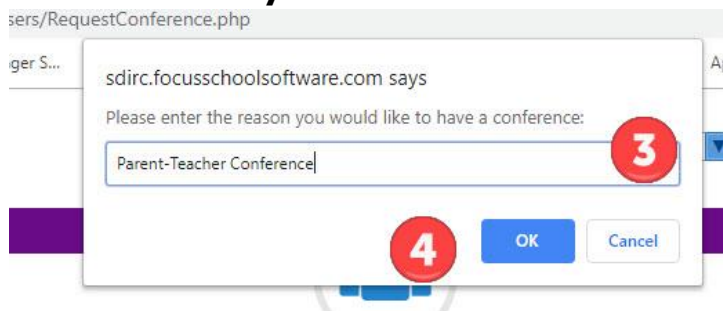 sers/RequestConference.php
ger S...
sdirc.focusschoolsoftware.com says
Please enter the reason you would like to have a conference:
Parent-Teacher Conference
3
4
OK Cancel